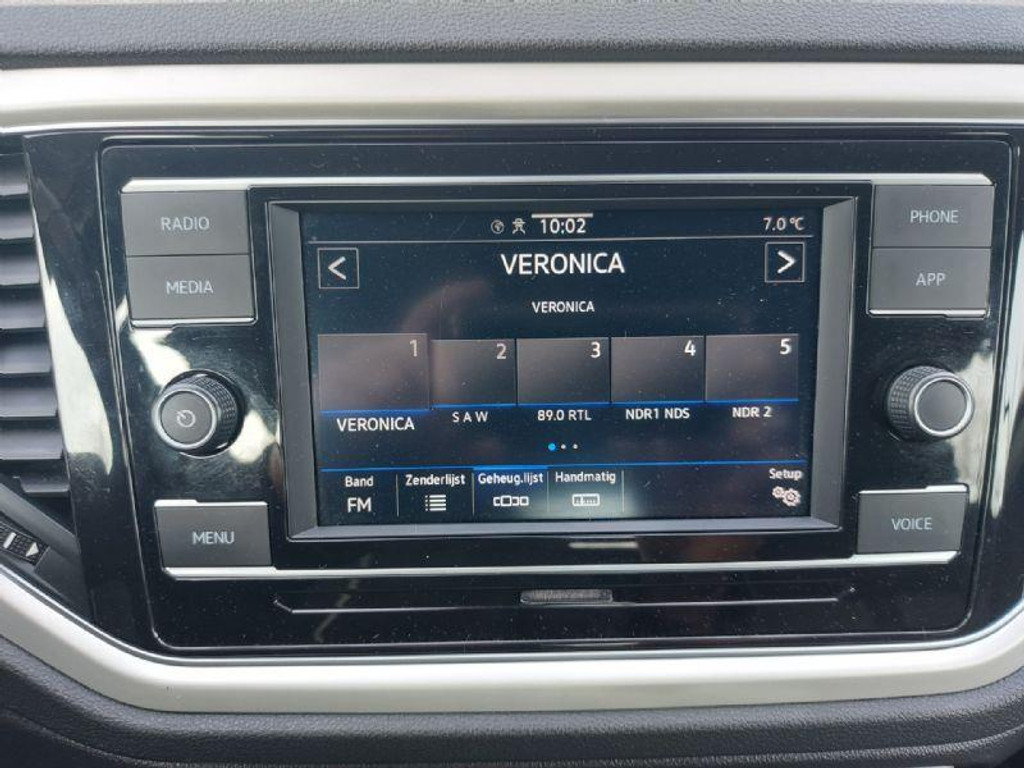 RADIO
MEDIA
MENU
10:02
7.0 °C
<
VERONICA
>
VERONICA
1
2
3
4
5
VERONICA
S A W
89.0 RTL
NDR1 NDS
NDR 2
Band
FM
Zenderlijst
Geheug.lijst
Handmatig
Setup
PHONE
APP
VOICE